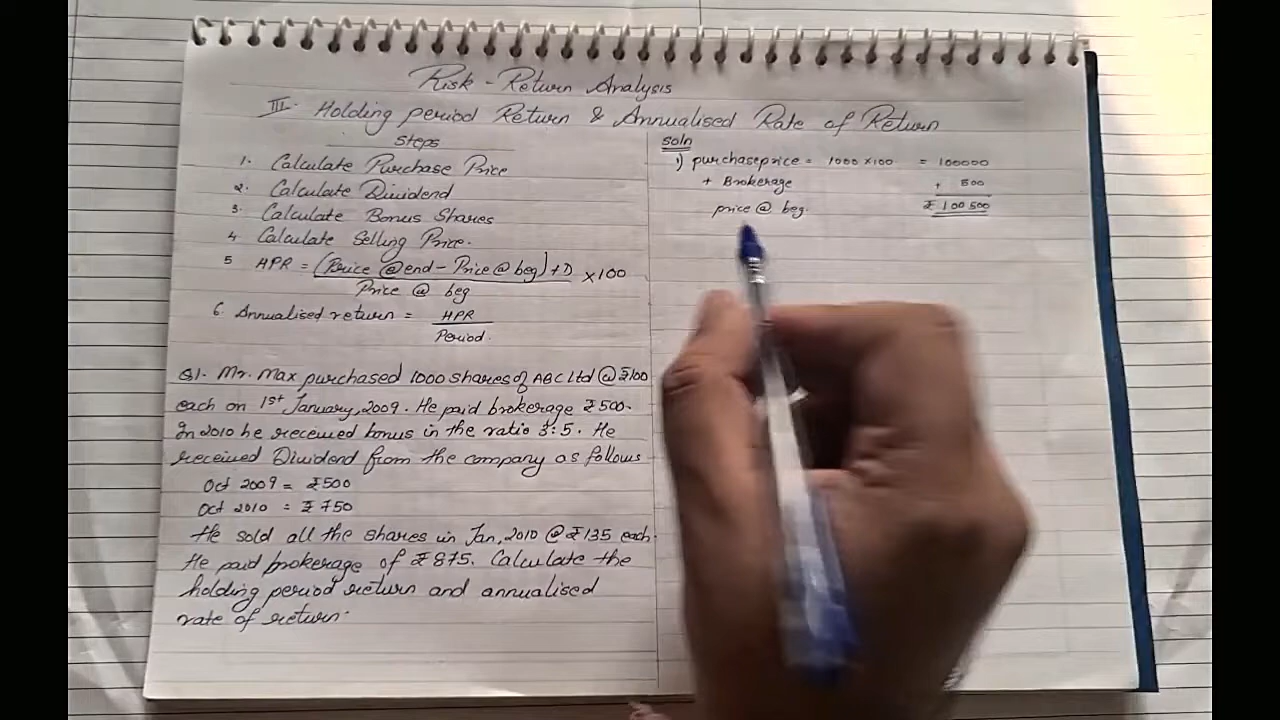 Risk - Return Analysis
III. Holding period Return & Annualised Rate of Return
Steps
1. Calculate Purchase Price
2. Calculate Dividend
3. Calculate Bonus Shares
4. Calculate Selling Price.
5. HPR = (Price @ end - Price @ beg) + D × 100
Price @ beg
6. Annualised return = HPR
Period.
Q1. Mr. Max purchased 1000 shares of ABC Ltd @ ₹100
each on 1st January, 2009. He paid brokerage ₹500.
In 2010 he received bonus in the ratio 3:5. He
received Dividend from the company as follows
Oct 2009 = ₹500
Oct 2010 = ₹750
He sold all the shares in Jan, 2010 @ ₹135 each.
He paid brokerage of ₹875. Calculate the
holding period return and annualised
rate of return.
Soln
1) purchase price = 1000 × 100 = 100000
+ Brokerage + 500
price @ beg. ₹ 100500